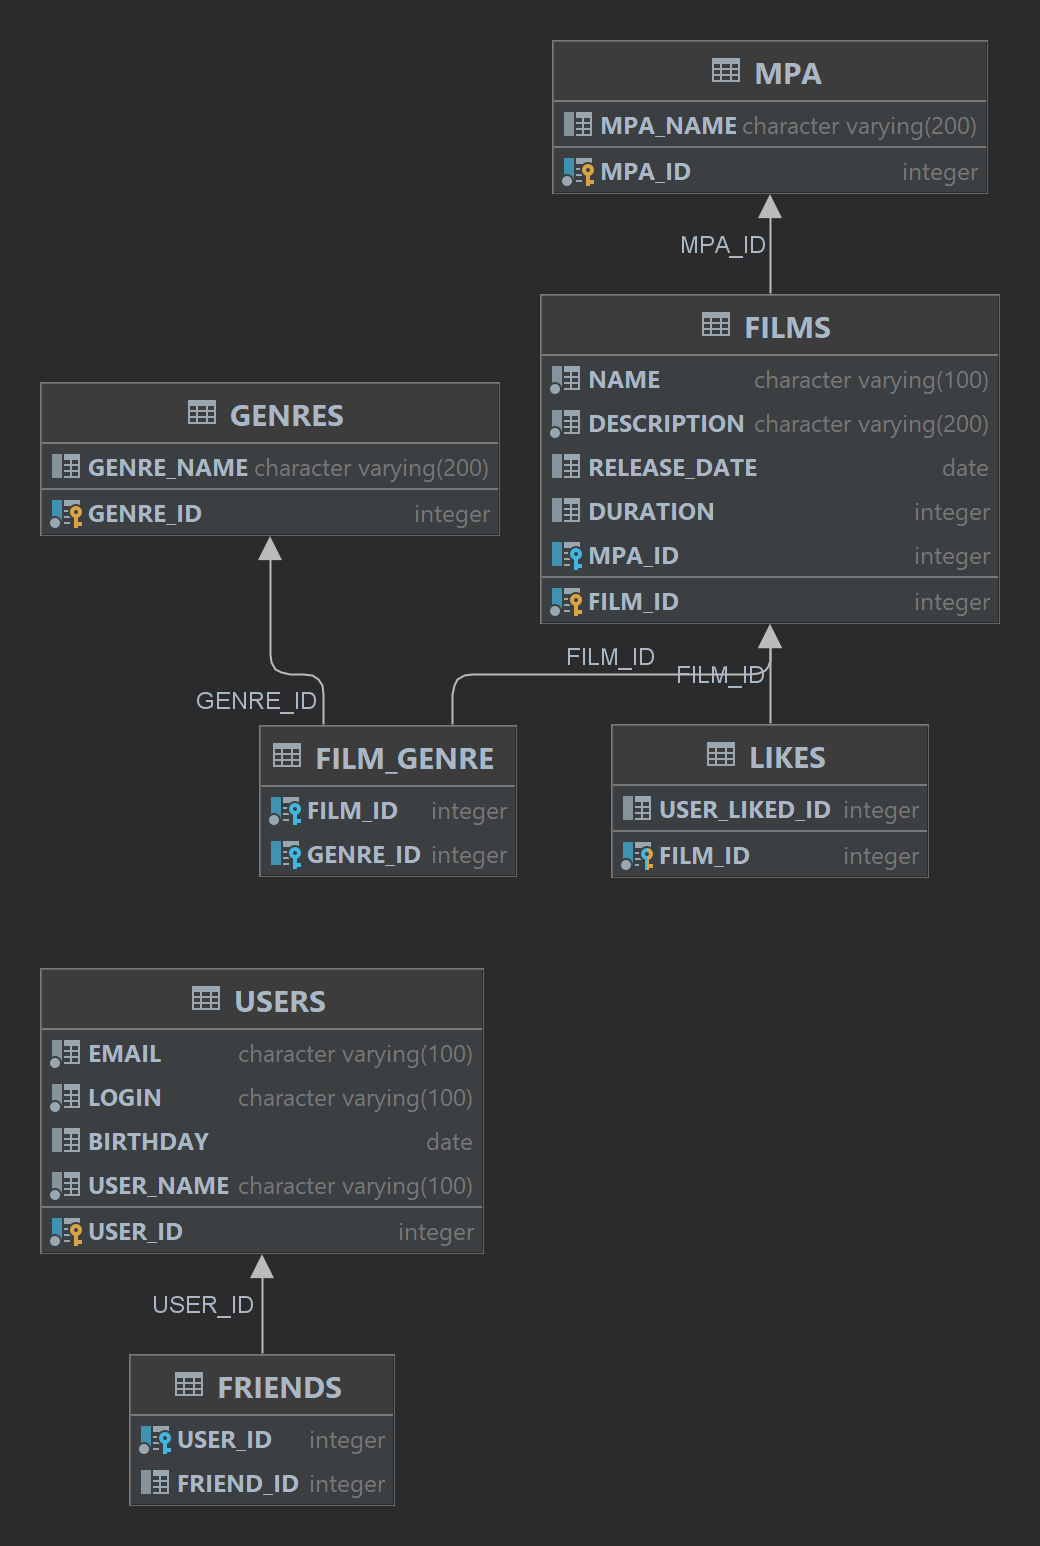 MPA
MPA_NAME character varying(200)
MPA_ID integer
MPA_ID
FILMS
NAME character varying(100)
DESCRIPTION character varying(200)
RELEASE_DATE date
DURATION integer
MPA_ID integer
FILM_ID integer
GENRES
GENRE_NAME character varying(200)
GENRE_ID integer
FILM_ID
FILM_ID
GENRE_ID
FILM_GENRE
FILM_ID integer
GENRE_ID integer
LIKES
USER_LIKED_ID integer
FILM_ID integer
USERS
EMAIL character varying(100)
LOGIN character varying(100)
BIRTHDAY date
USER_NAME character varying(100)
USER_ID integer
USER_ID
FRIENDS
USER_ID integer
FRIEND_ID integer